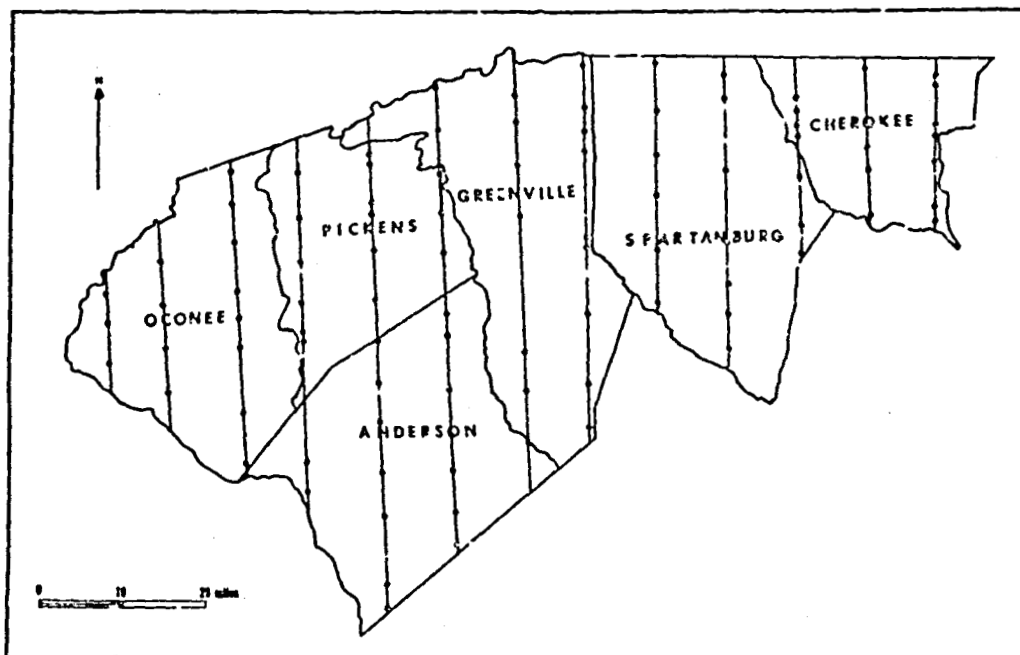 N
CHEROKEE
GREENVILLE
PICKENS
SPARTANBURG
OCONEE
ANDERSON
0 10 20 miles